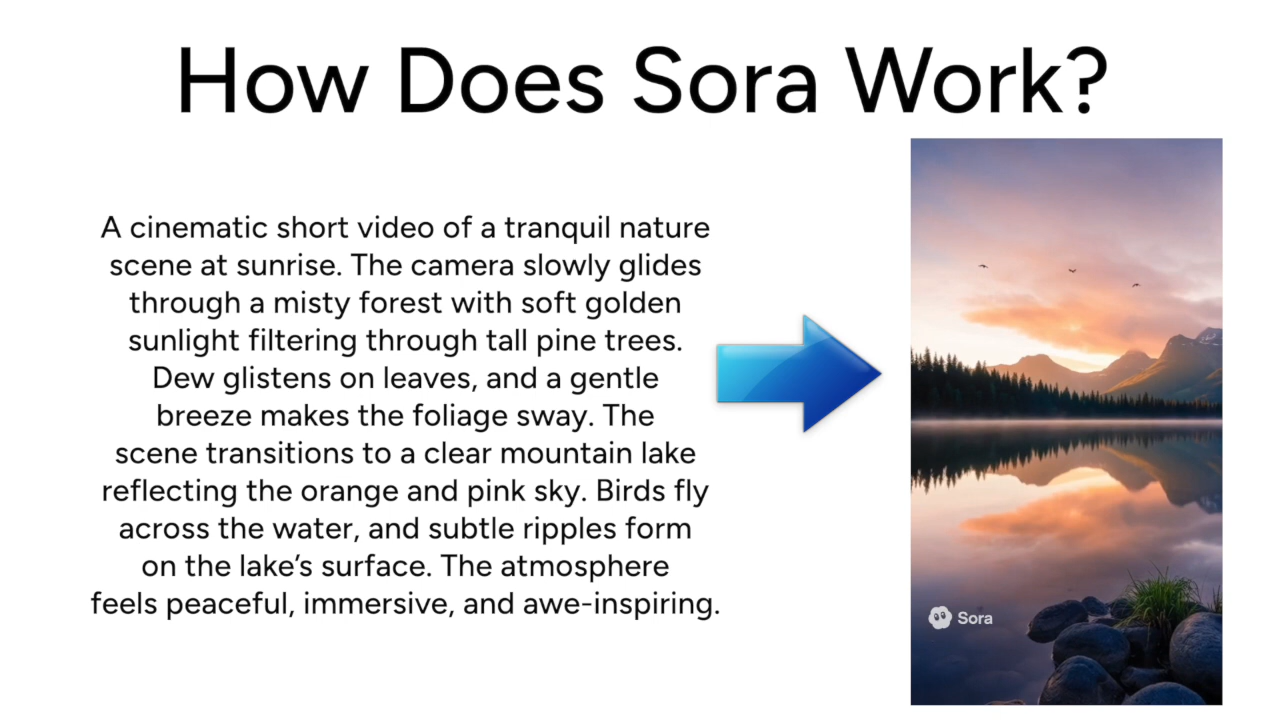 How Does Sora Work?
A cinematic short video of a tranquil nature
scene at sunrise. The camera slowly glides
through a misty forest with soft golden
sunlight filtering through tall pine trees.
Dew glistens on leaves, and a gentle
breeze makes the foliage sway. The
scene transitions to a clear mountain lake
reflecting the orange and pink sky. Birds fly
across the water, and subtle ripples form
on the lake’s surface. The atmosphere
feels peaceful, immersive, and awe-inspiring.
Sora